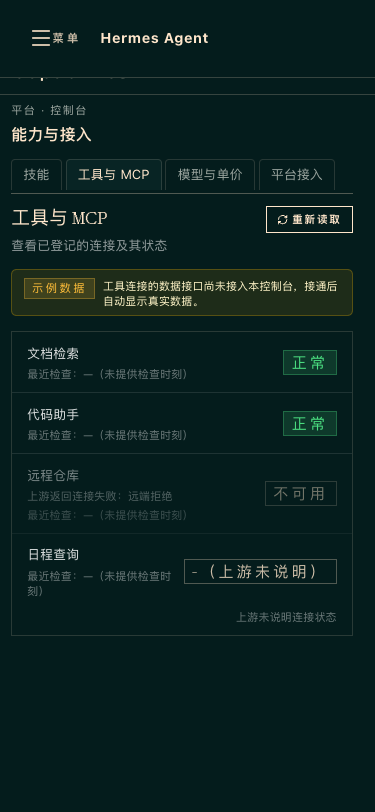 菜单 Hermes Agent
平台 · 控制台
能力与接入
技能 工具与 MCP 模型与单价 平台接入
工具与 MCP
重新读取
查看已登记的连接及其状态
示例数据
工具连接的数据接口尚未接入本控制台，接通后
自动显示真实数据。
文档检索
最近检查：—（未提供检查时刻）
正常
代码助手
最近检查：—（未提供检查时刻）
正常
远程仓库
上游返回连接失败：远端拒绝
最近检查：—（未提供检查时刻）
不可用
日程查询
最近检查：—（未提供检查时
刻）
-（上游未说明）
上游未说明连接状态